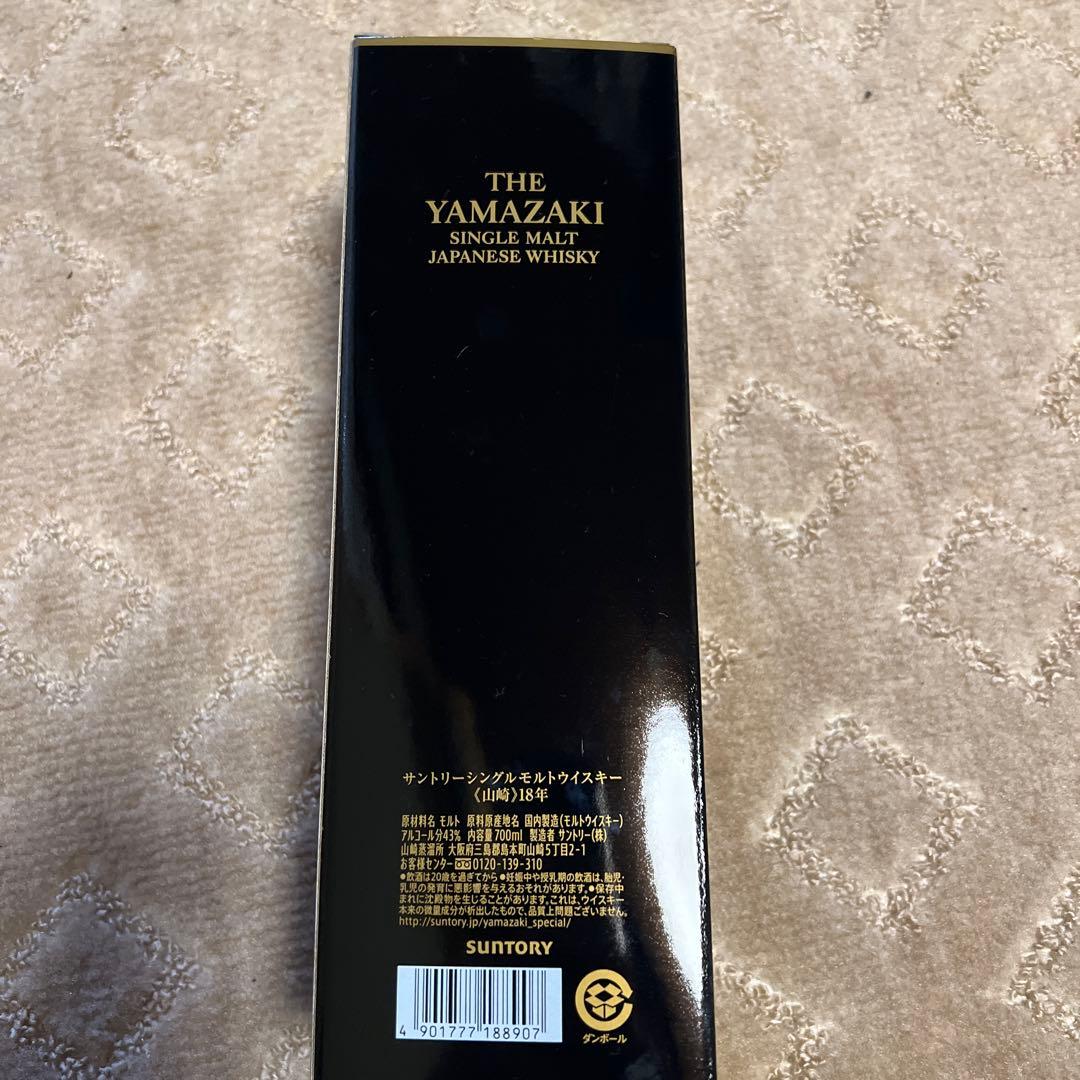 THE
YAMAZAKI
SINGLE MALT
JAPANESE WHISKY
サントリーシングルモルトウイスキー
《山崎》18年
原材料名 モルト 原料原産地名 国内製造(モルトウイスキー)
アルコール分43% 内容量700ml 製造者 サントリー(株)
山崎蒸溜所 大阪府三島郡島本町山崎5丁目2-1
お客様センター 0120-139-310
●飲酒は20歳を過ぎてから ●妊娠中や授乳期の飲酒は、胎児・
乳児の発育に悪影響を与えるおそれがあります。●保存中
まれに沈殿物を生じることがあります。これは、ウイスキー
本来の微量成分が析出したもので、品質上問題ございません。
http://suntory.jp/yamazaki_special/
SUNTORY
4 901777 188907
ダンボール